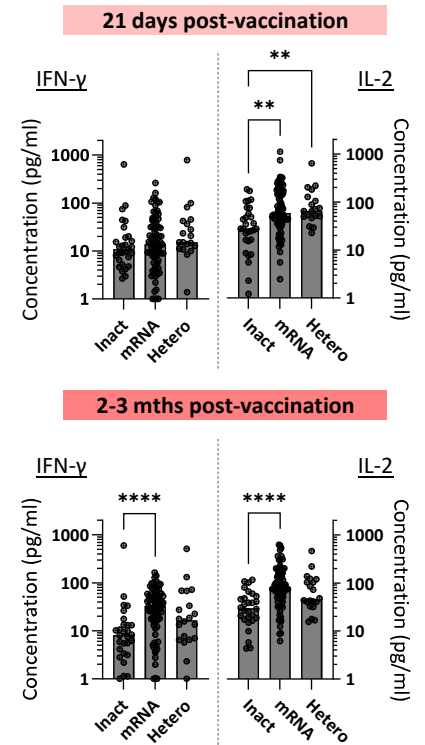 21 days post-vaccination
IFN-γ
IL-2
**
**
Concentration (pg/ml)
1000
100
10
1
1000
100
10
1
Concentration (pg/ml)
Inact
mRNA
Hetero
Inact
mRNA
Hetero
2-3 mths post-vaccination
IFN-γ
IL-2
****
****
Concentration (pg/ml)
1000
100
10
1
1000
100
10
1
Concentration (pg/ml)
Inact
mRNA
Hetero
Inact
mRNA
Hetero